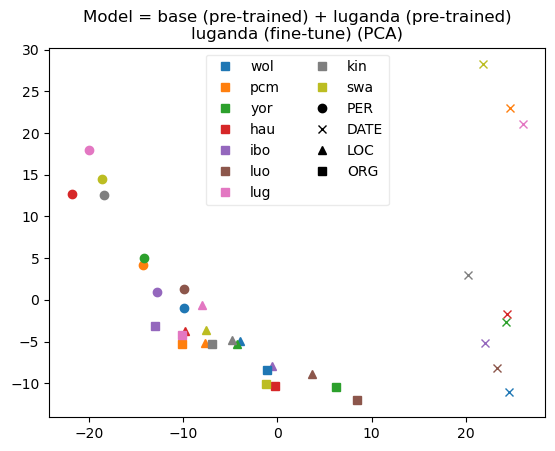 Model = base (pre-trained) + luganda (pre-trained)
luganda (fine-tune) (PCA)
30
25
20
15
10
5
0
−5
−10
wol
pcm
yor
hau
ibo
luo
lug
kin
swa
PER
DATE
LOC
ORG
−20
−10
0
10
20